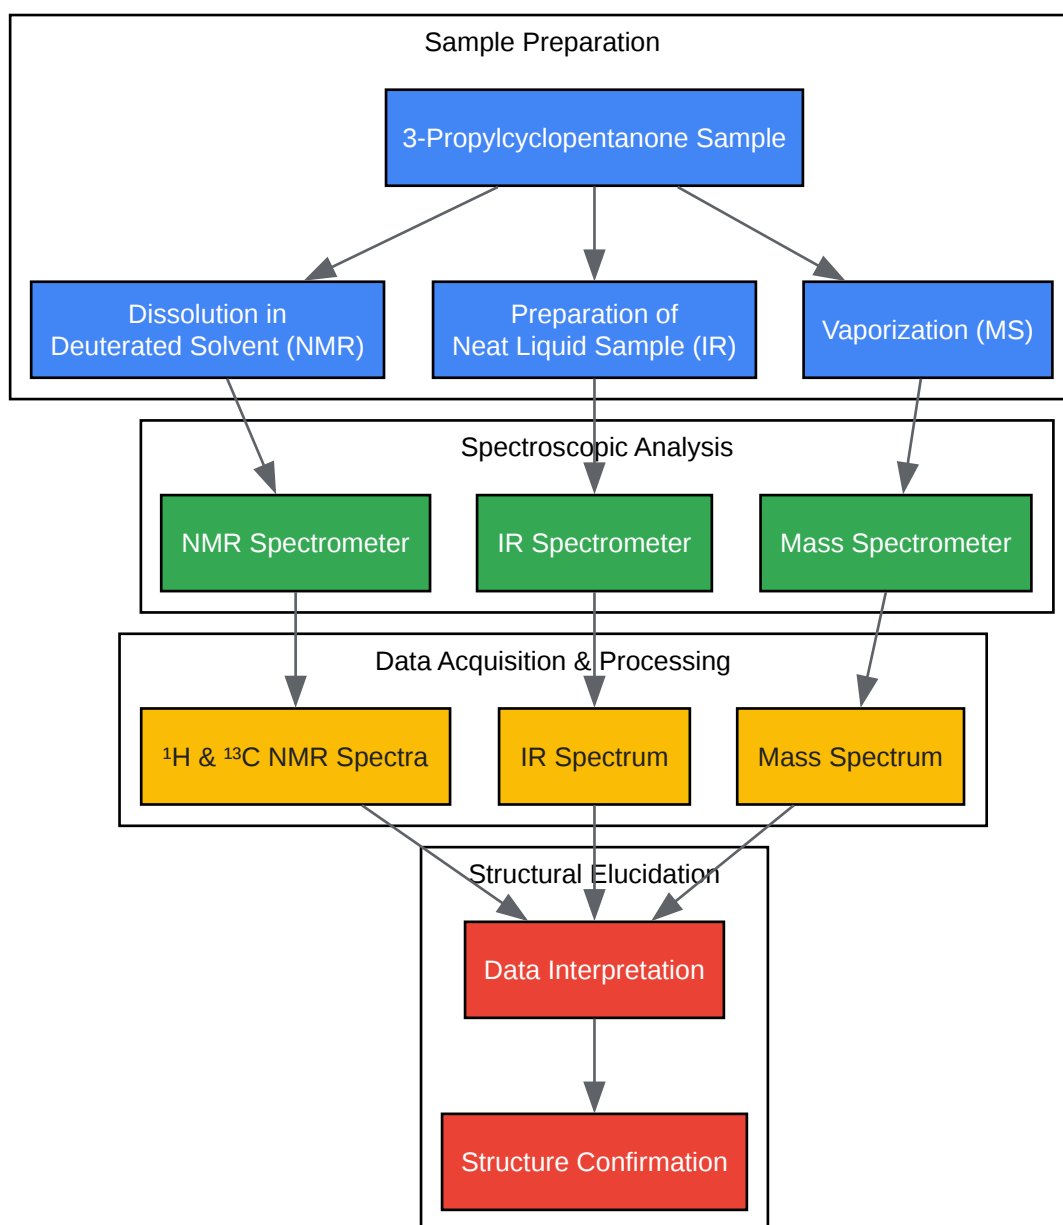 Sample Preparation
3-Propylcyclopentanone Sample
Dissolution in
Deuterated Solvent (NMR)
Preparation of
Neat Liquid Sample (IR)
Vaporization (MS)
Spectroscopic Analysis
NMR Spectrometer
IR Spectrometer
Mass Spectrometer
Data Acquisition & Processing
¹H & ¹³C NMR Spectra
IR Spectrum
Mass Spectrum
Structural Elucidation
Data Interpretation
Structure Confirmation